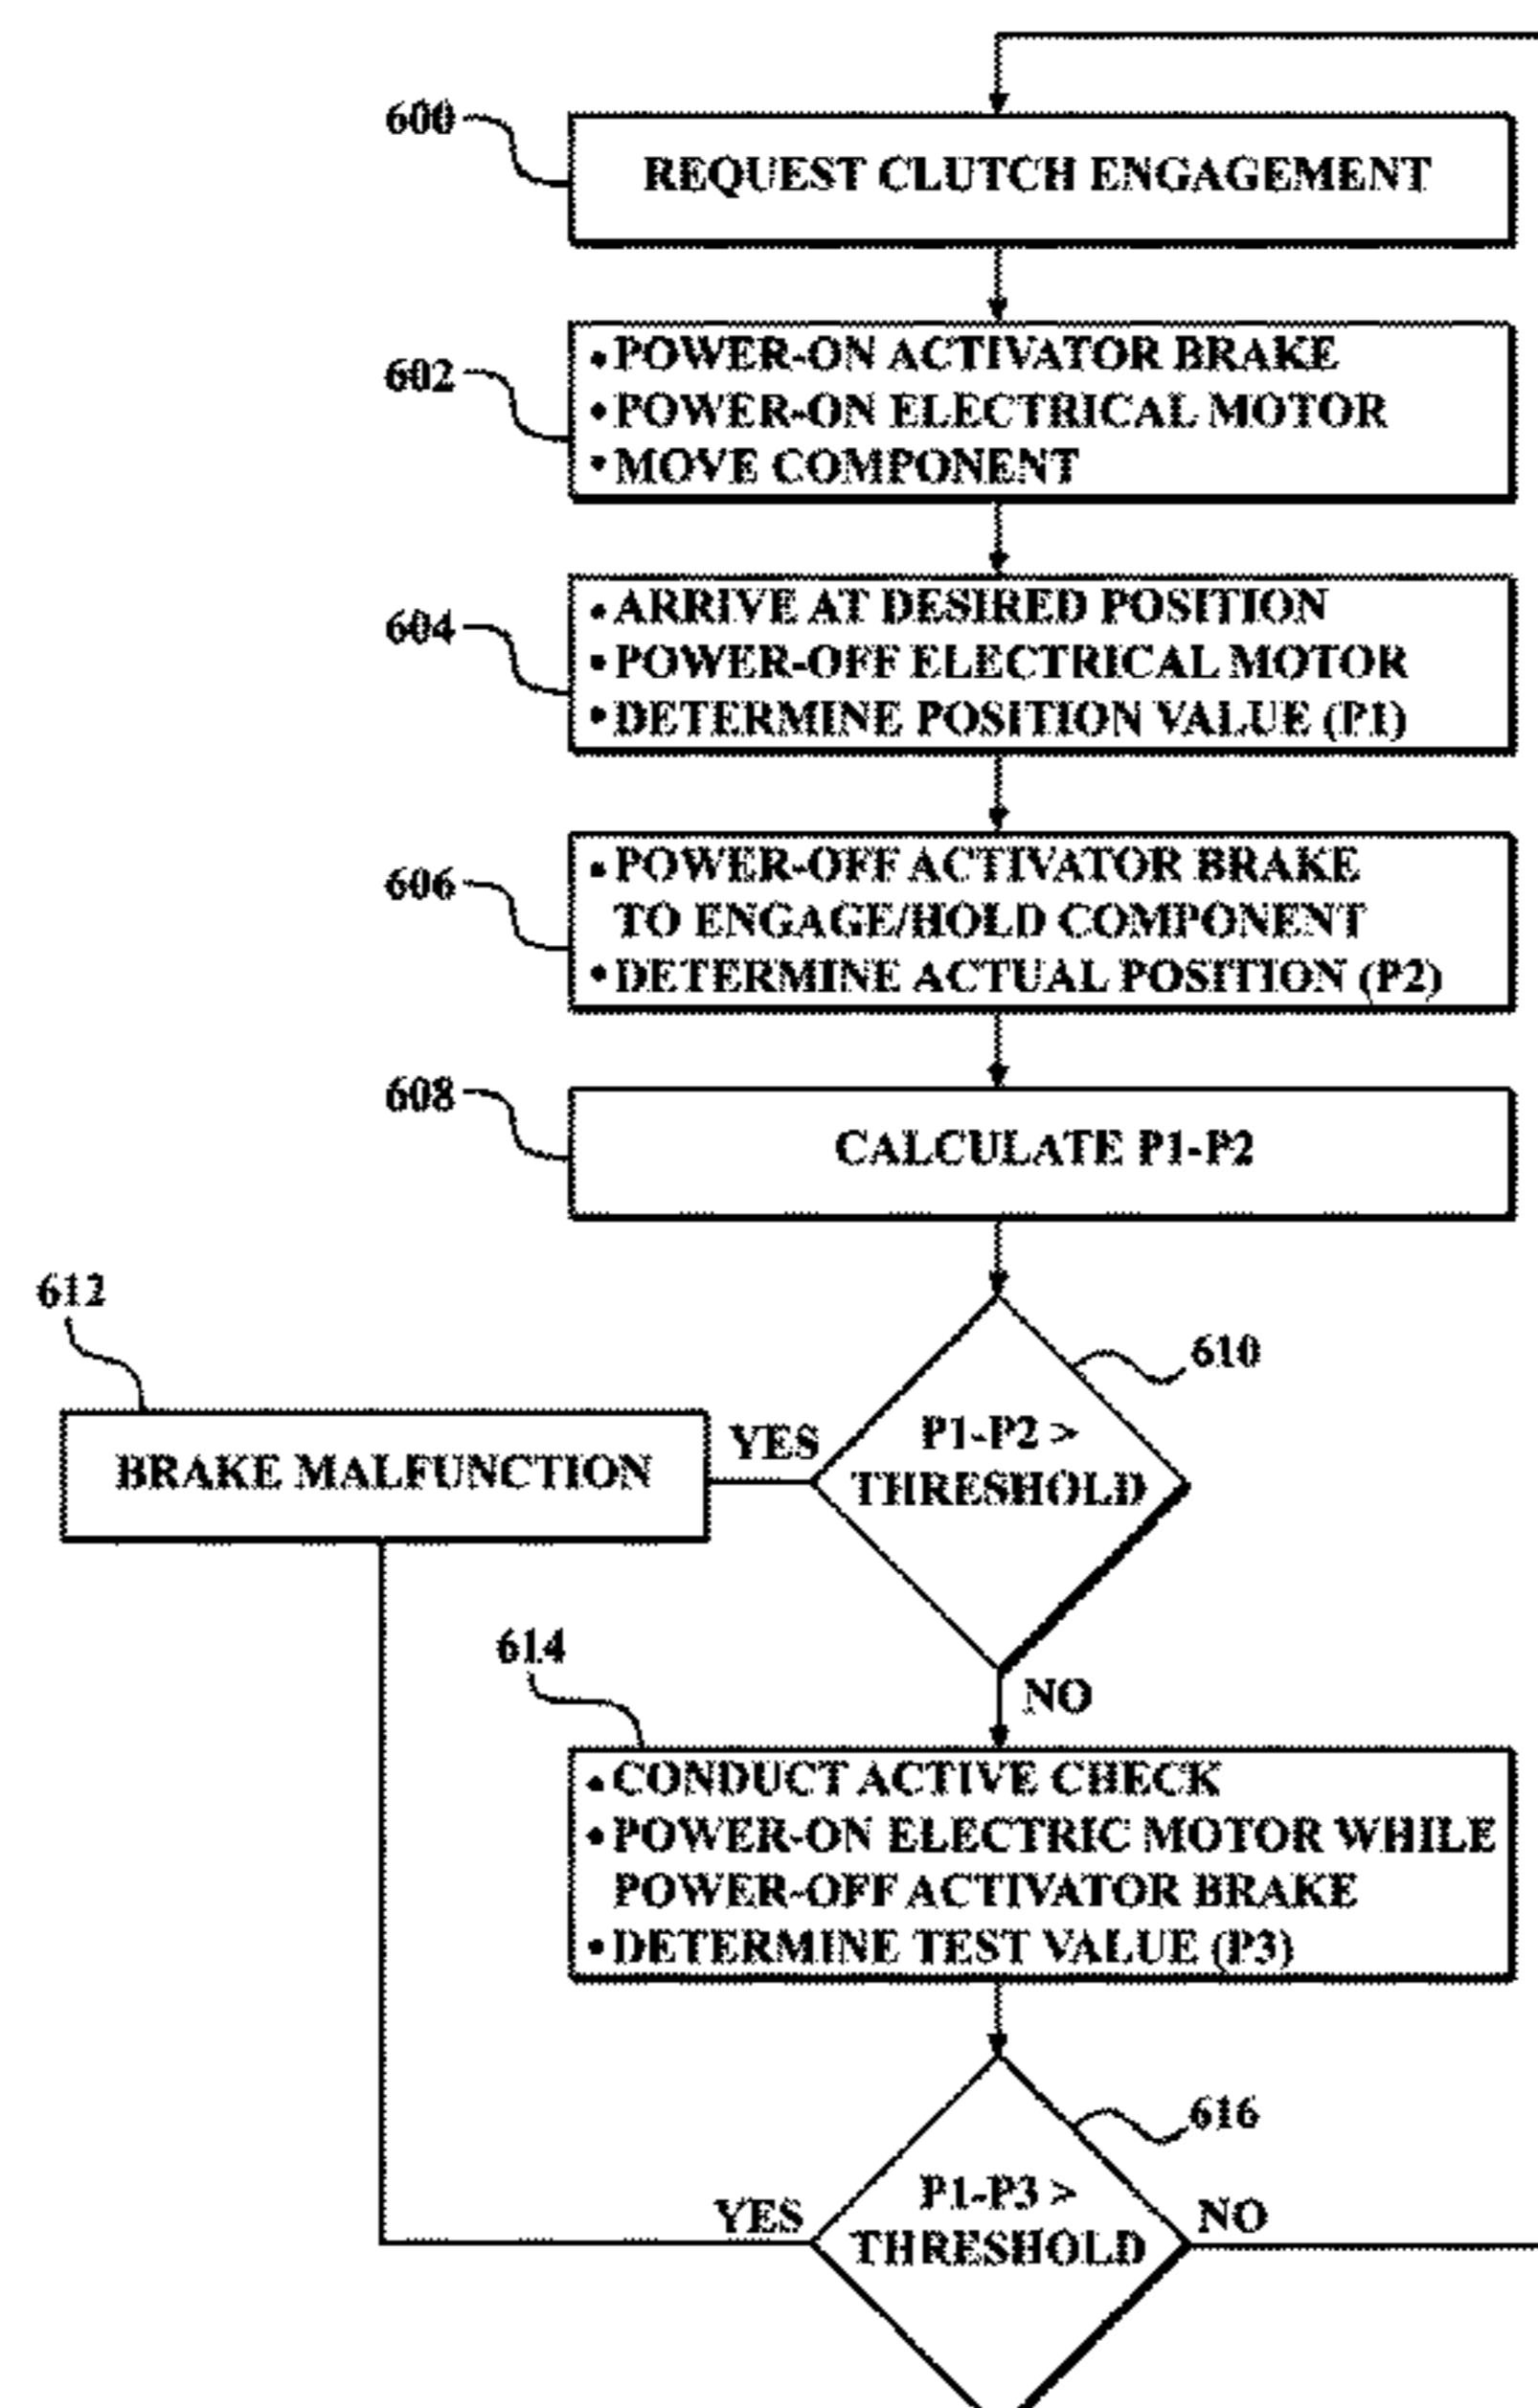 600
REQUEST CLUTCH ENGAGEMENT
602
• POWER-ON ACTIVATOR BRAKE
• POWER-ON ELECTRICAL MOTOR
• MOVE COMPONENT
604
• ARRIVE AT DESIRED POSITION
• POWER-OFF ELECTRICAL MOTOR
• DETERMINE POSITION VALUE (P1)
606
• POWER-OFF ACTIVATOR BRAKE
TO ENGAGE/HOLD COMPONENT
• DETERMINE ACTUAL POSITION (P2)
608
CALCULATE P1-P2
612
610
BRAKE MALFUNCTION
YES
P1-P2 >
THRESHOLD
614
NO
• CONDUCT ACTIVE CHECK
• POWER-ON ELECTRIC MOTOR WHILE
POWER-OFF ACTIVATOR BRAKE
• DETERMINE TEST VALUE (P3)
616
YES
P1-P3 >
THRESHOLD
NO